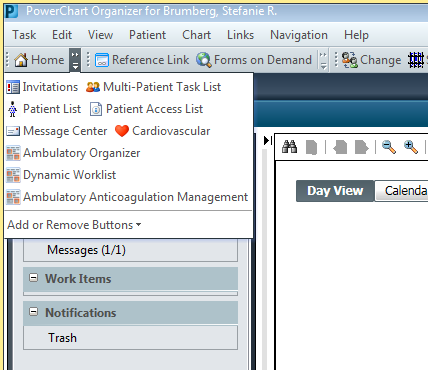 PowerChart Organizer for Brumberg, Stefanie R.
Task Edit View Patient Chart Links Navigation Help
Home Reference Link Forms on Demand Change
Invitations Multi-Patient Task List
Patient List Patient Access List
Message Center Cardiovascular
Ambulatory Organizer
Dynamic Worklist
Ambulatory Anticoagulation Management
Add or Remove Buttons
Day View Calenda
Messages (1/1)
Work Items
Notifications
Trash